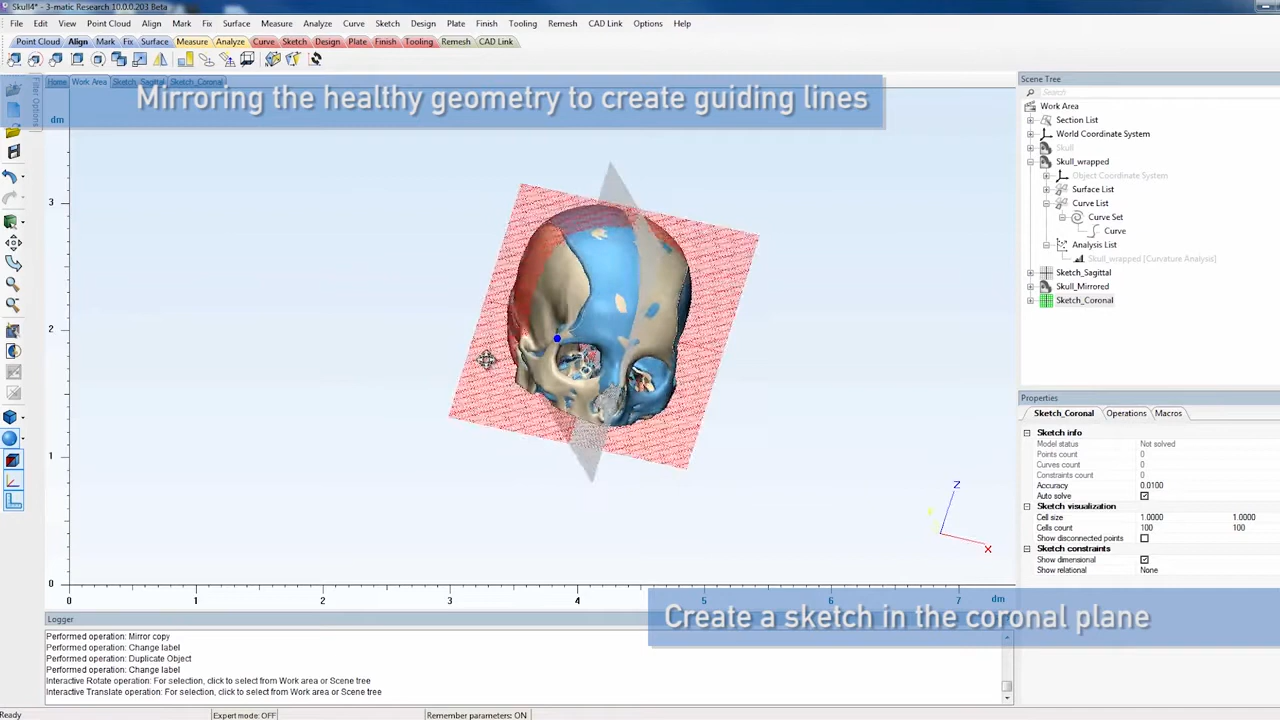 Skull4* - 3-matic Research 10.0.0.203 Beta
File Edit View Point Cloud Align Mark Fix Surface Measure Analyze Curve Sketch Design Plate Finish Tooling Remesh CAD Link Options Help
Point Cloud Align Mark Fix Surface Measure Analyze Curve Sketch Design Plate Finish Tooling Remesh CAD Link
Home Work Area Sketch_Sagittal Sketch_Coronal
Filter Options
Mirroring the healthy geometry to create guiding lines
dm
3
2
1
0
0 1 2 3 4 5 6 7 dm
Z
X
Scene Tree
Search
Work Area
Section List
World Coordinate System
Skull
Skull_wrapped
Object Coordinate System
Surface List
Curve List
Curve Set
Curve
Analysis List
Skull_wrapped [Curvature Analysis]
Sketch_Sagittal
Skull_Mirrored
Sketch_Coronal
Properties
Sketch_Coronal Operations Macros
Sketch info
Model status Not solved
Points count 0
Curves count 0
Constraints count 0
Accuracy 0.0100
Auto solve
Sketch visualization
Cell size 1.0000 1.0000
Cells count 100 100
Show disconnected points
Sketch constraints
Show dimensional
Show relational None
Create a sketch in the coronal plane
Logger
Performed operation: Mirror copy
Performed operation: Change label
Performed operation: Duplicate Object
Performed operation: Change label
Interactive Rotate operation: For selection, click to select from Work area or Scene tree
Interactive Translate operation: For selection, click to select from Work area or Scene tree
Ready Expert mode: OFF Remember parameters: ON